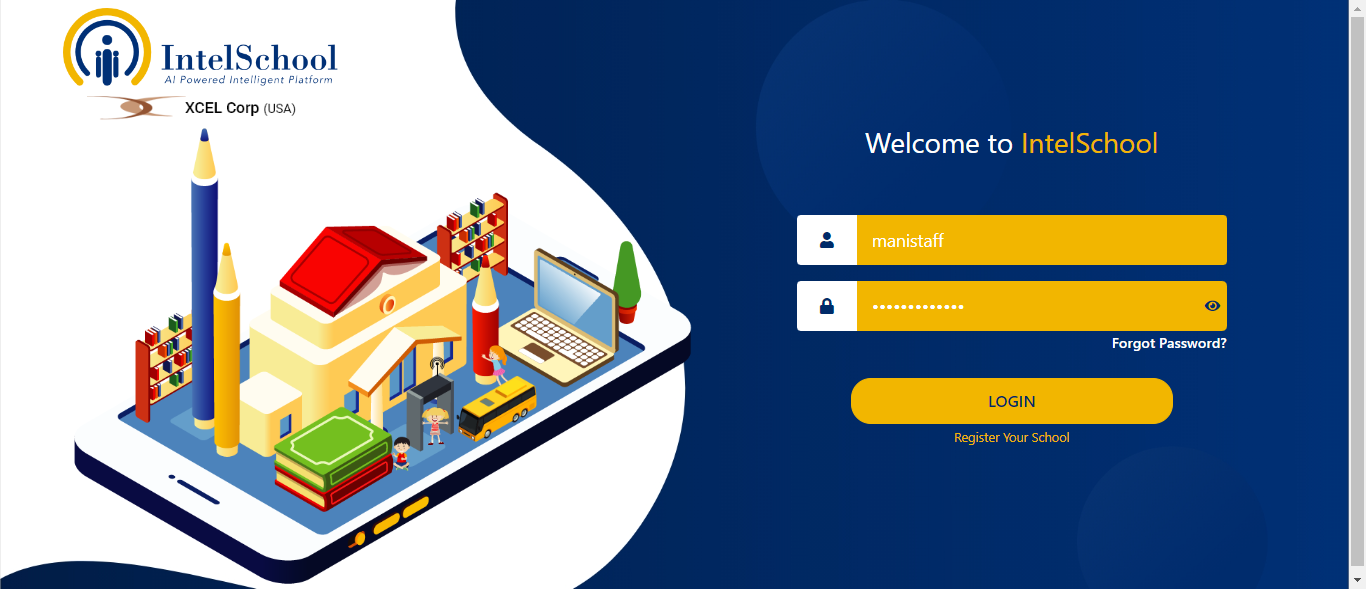 IntelSchool
AI Powered Intelligent Platform
XCEL Corp (USA)
Welcome to IntelSchool
manistaff
•••••••••••••
Forgot Password?
LOGIN
Register Your School